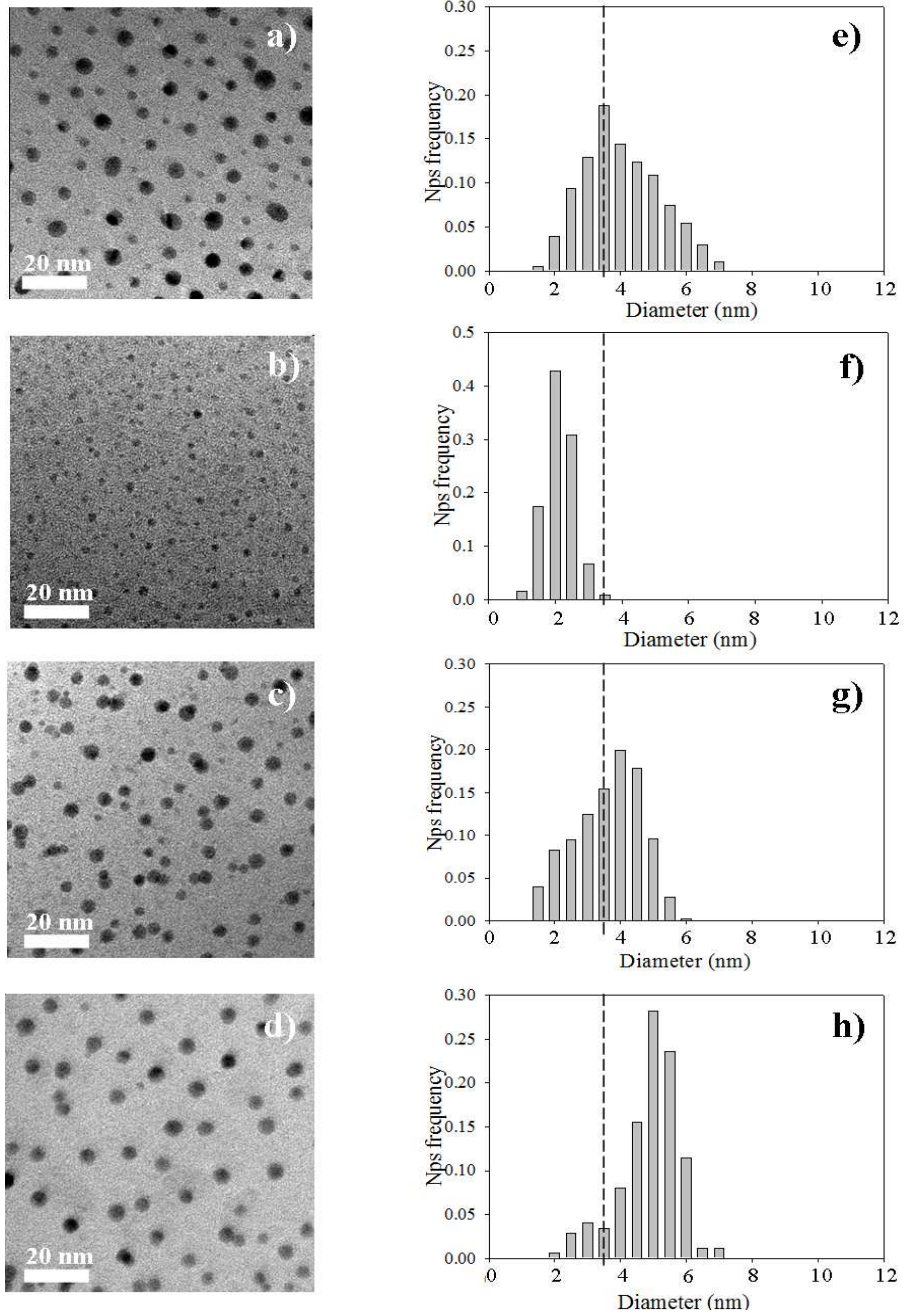 a)
20 nm
0.30
0.25
0.20
0.15
0.10
0.05
0.00
Nps frequency
e)
0 2 4 6 8 10 12
Diameter (nm)
b)
20 nm
0.5
0.4
0.3
0.2
0.1
0.0
Nps frequency
f)
0 2 4 6 8 10 12
Diameter (nm)
c)
20 nm
0.30
0.25
0.20
0.15
0.10
0.05
0.00
Nps frequency
g)
0 2 4 6 8 10 12
Diameter (nm)
d)
20 nm
0.30
0.25
0.20
0.15
0.10
0.05
0.00
Nps frequency
h)
0 2 4 6 8 10 12
Diameter (nm)